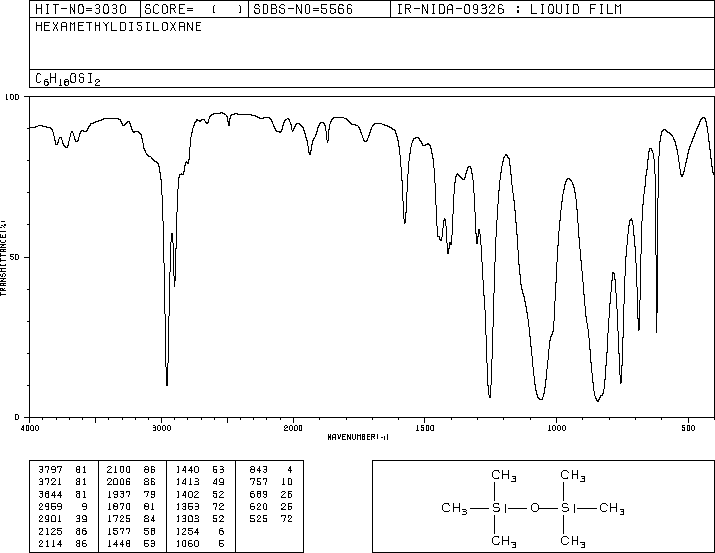 HIT-NO=3030 SCORE= ( ) SDBS-NO=5566 IR-NIDA-09326 : LIQUID FILM
HEXAMETHYLDISILOXANE
C6H18OSI2
100
50
0
TRANSMITTANCE(%)
4000 3000 2000 1500 1000 500
WAVENUMBER(-1)
3797 81 2100 86 1440 53 843 4
3721 81 2006 86 1413 49 757 10
3644 81 1937 79 1402 52 689 26
2959 9 1870 81 1353 72 620 26
2901 39 1725 84 1303 52 525 72
2125 86 1577 58 1254 6
2114 86 1448 53 1060 5
CH3 CH3
CH3 Si O Si CH3
CH3 CH3